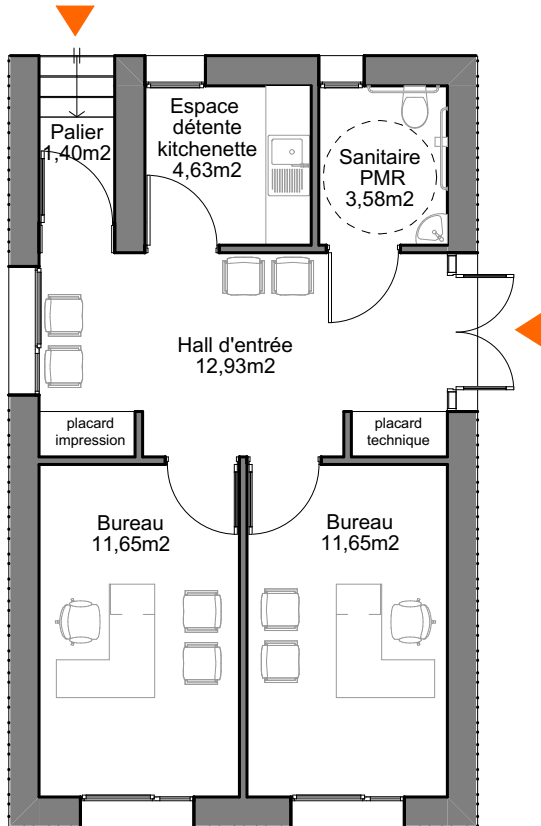 Palier
1,40m2
Espace
détente
kitchenette
4,63m2
Sanitaire
PMR
3,58m2
Hall d'entrée
12,93m2
placard
impression
placard
technique
Bureau
11,65m2
Bureau
11,65m2